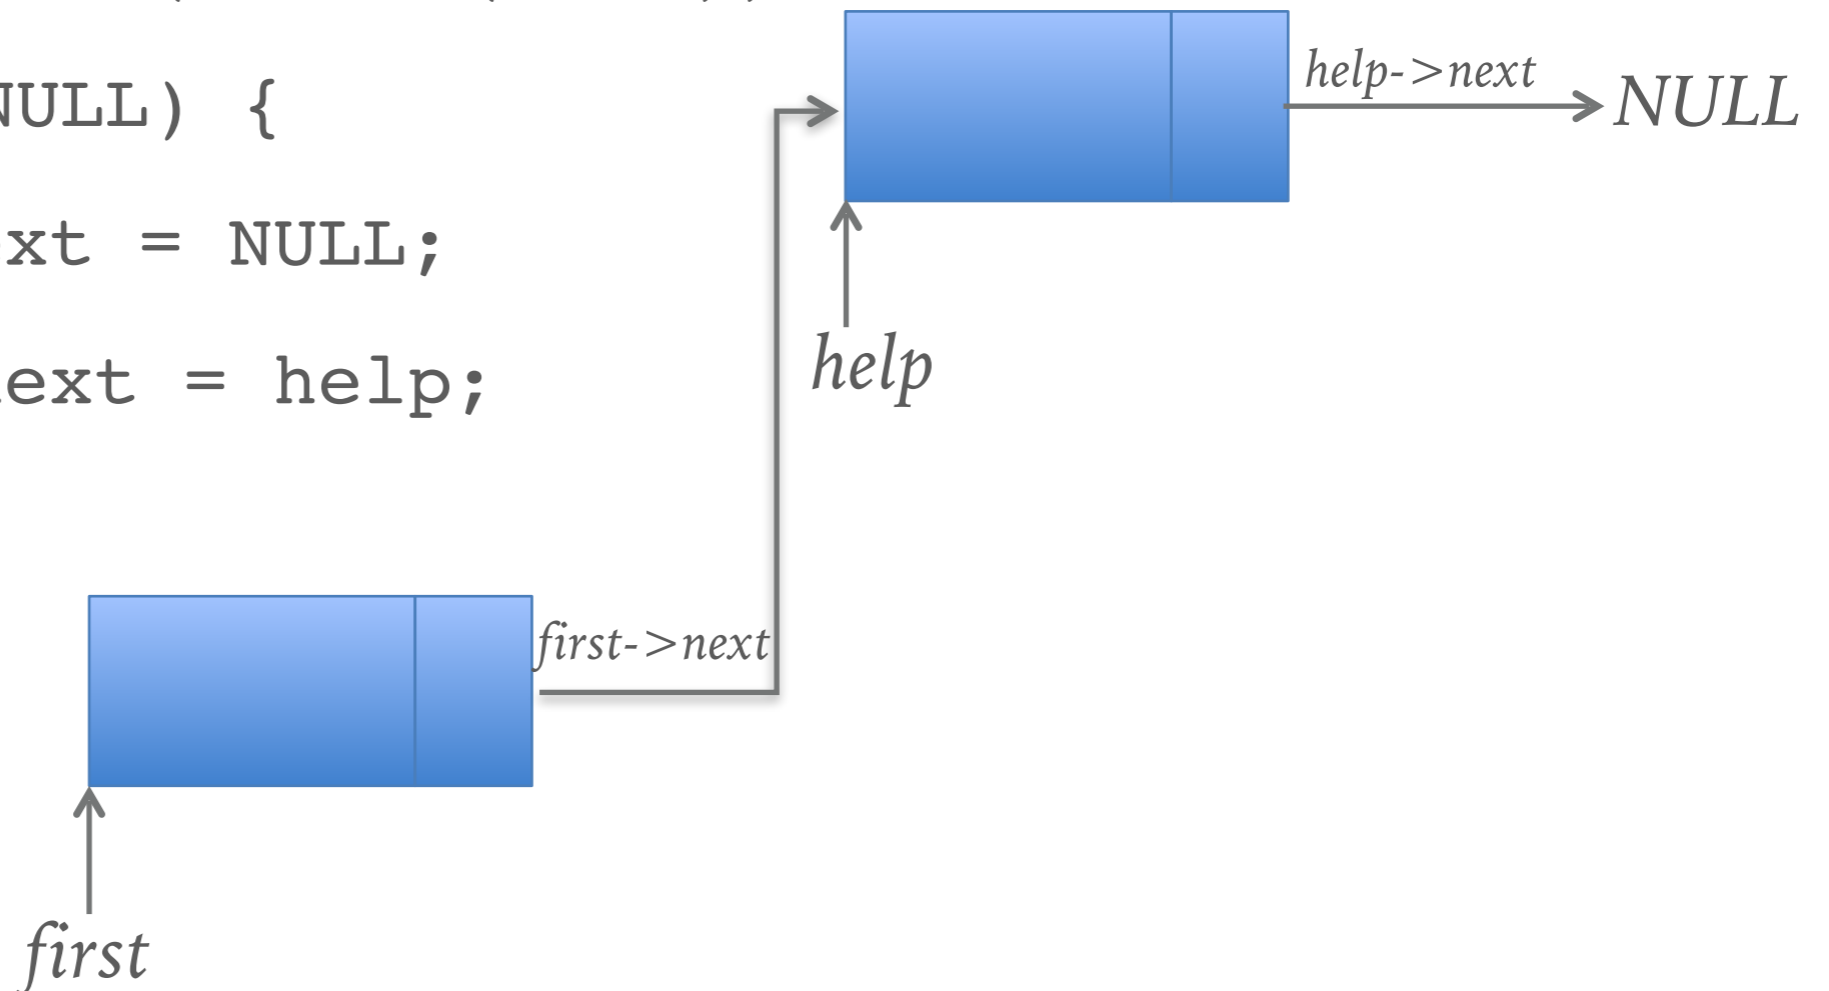 NULL) {
help->next
NULL
xt = NULL;
ext = help;
help
first->next
first